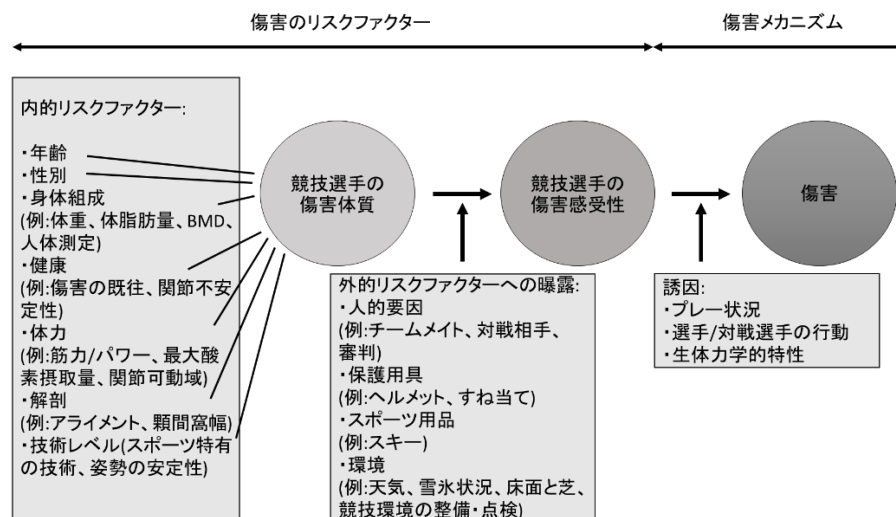 傷害のリスクファクター
傷害メカニズム
内的リスクファクター:
・年齢
・性別
・身体組成
(例:体重、体脂肪量、BMD、
人体測定)
・健康
(例:傷害の既往、関節不安
定性)
・体力
(例:筋力/パワー、最大酸
素摂取量、関節可動域)
・解剖
(例:アライメント、顆間窩幅)
・技術レベル(スポーツ特有
の技術、姿勢の安定性)
競技選手の
傷害体質
競技選手の
傷害感受性
傷害
外的リスクファクターへの曝露:
・人的要因
(例:チームメイト、対戦相手、
審判)
・保護用具
(例:ヘルメット、すね当て)
・スポーツ用品
(例:スキー)
・環境
(例:天気、雪氷状況、床面と芝、
競技環境の整備・点検)
誘因:
・プレー状況
・選手/対戦選手の行動
・生体力学的特性